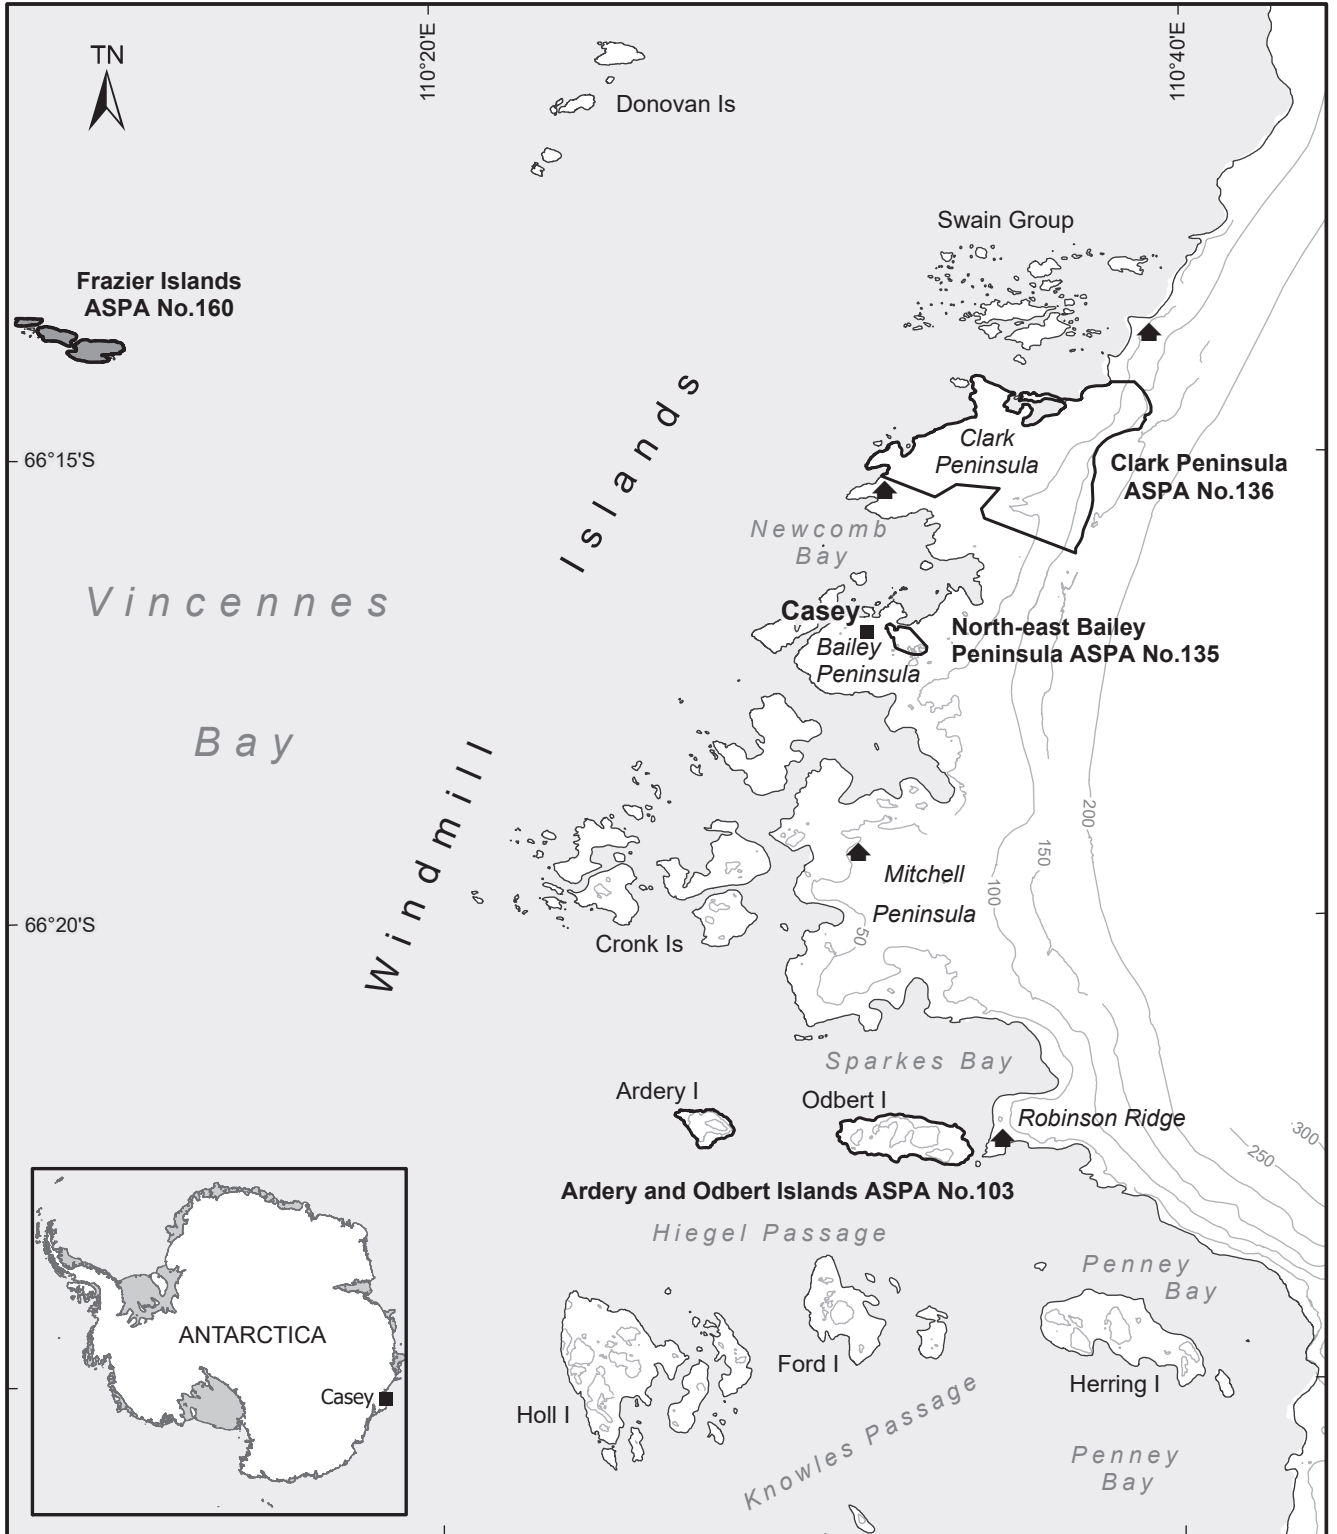 110°20'E
110°40'E
TN
Donovan Is
Swain Group
Frazier Islands
ASPA No.160
Clark
Peninsula
66°15'S
Clark Peninsula
ASPA No.136
Newcomb
Bay
Windmill Islands
Vincennes
Bay
Casey
North-east Bailey
Peninsula ASPA No.135
Bailey
Peninsula
200
150
100
50
Mitchell
Peninsula
66°20'S
Cronk Is
Sparkes Bay
Ardery I
Odbert I
Robinson Ridge
300
250
Ardery and Odbert Islands ASPA No.103
Hiegel Passage
Penney
Bay
ANTARCTICA
Casey
Ford I
Herring I
Holl I
Knowles Passage
Penney
Bay